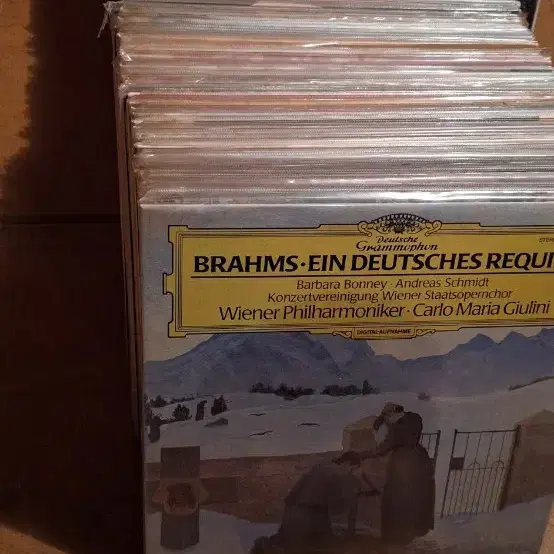 Deutsche
Grammophon
STERE
BRAHMS·EIN DEUTSCHES REQUI
Barbara Bonney · Andreas Schmidt
Konzertvereinigung Wiener Staatsopernchor
Wiener Philharmoniker · Carlo Maria Giulini
DIGITAL-AUFNAHME